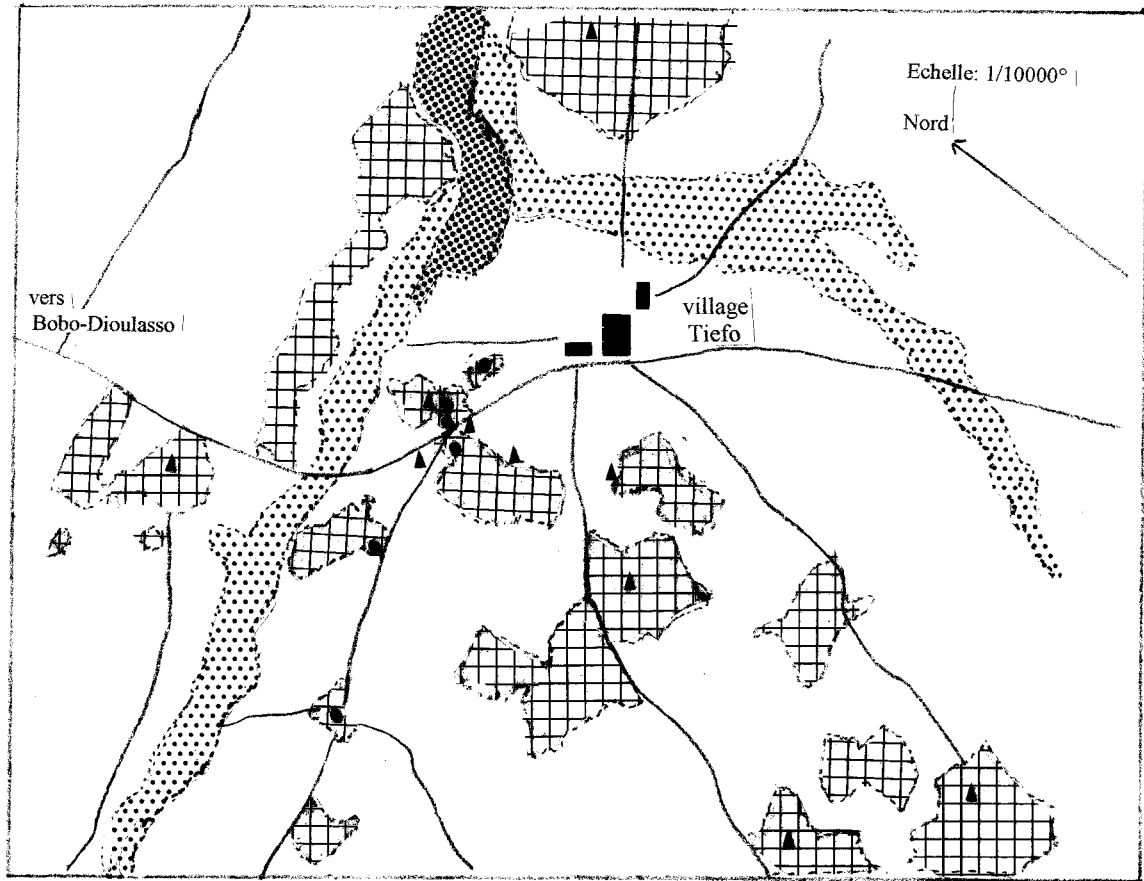 Echelle: 1/10000°
Nord
vers
Bobo-Dioulasso
village
Tiefo